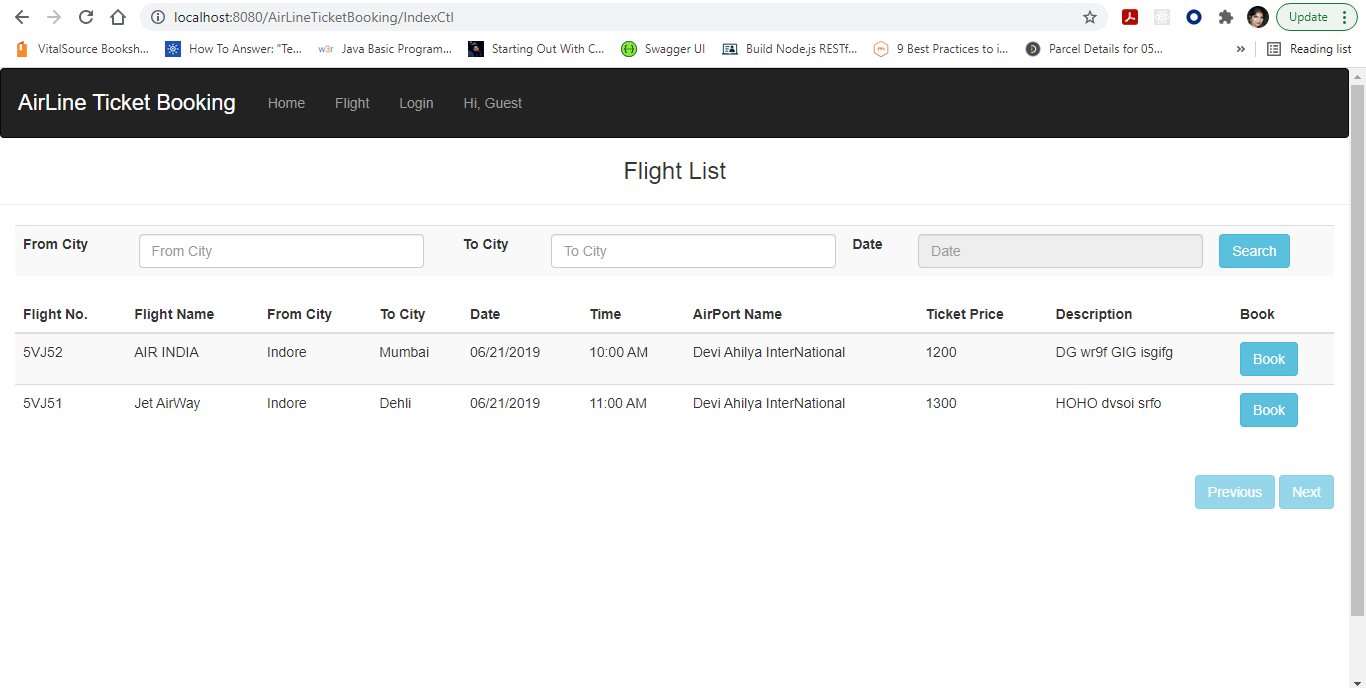 localhost:8080/AirLineTicketBooking/IndexCtl Update
VitalSource Booksh... How To Answer: "Te... w3r Java Basic Program... Starting Out With C... Swagger UI Build Node.js RESTf... 9 Best Practices to i... D Parcel Details for 05... » Reading list
AirLine Ticket Booking Home Flight Login Hi, Guest
Flight List
From City From City To City To City Date Date Search
Flight No. Flight Name From City To City Date Time AirPort Name Ticket Price Description Book
5VJ52 AIR INDIA Indore Mumbai 06/21/2019 10:00 AM Devi Ahilya InterNational 1200 DG wr9f GIG isgifg Book
5VJ51 Jet AirWay Indore Dehli 06/21/2019 11:00 AM Devi Ahilya InterNational 1300 HOHO dvsoi srfo Book
Previous Next